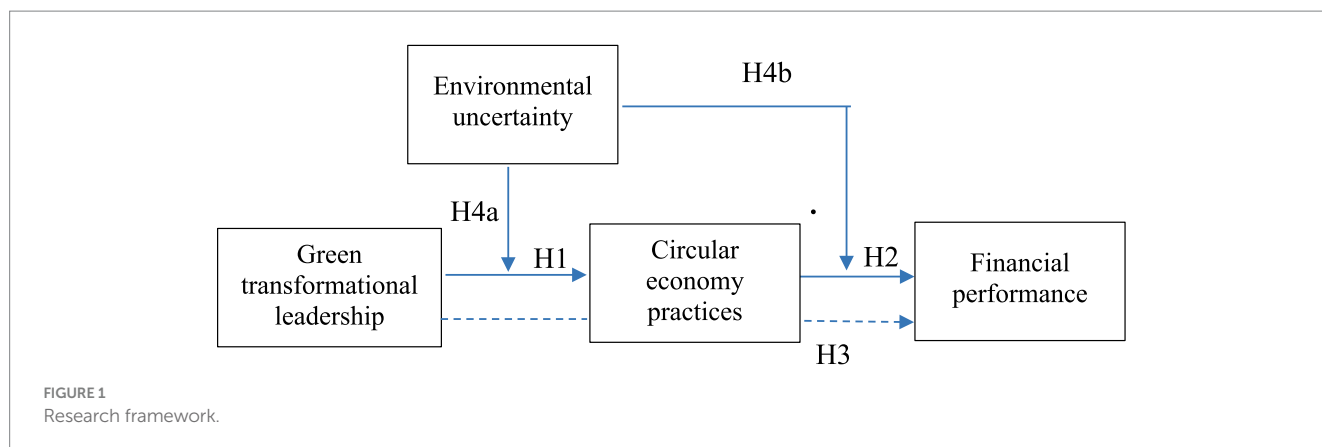 Environmental
uncertainty
H4b
H4a
Green
transformational
leadership
H1
Circular
economy
practices
H2
Financial
performance
H3
FIGURE 1
Research framework.